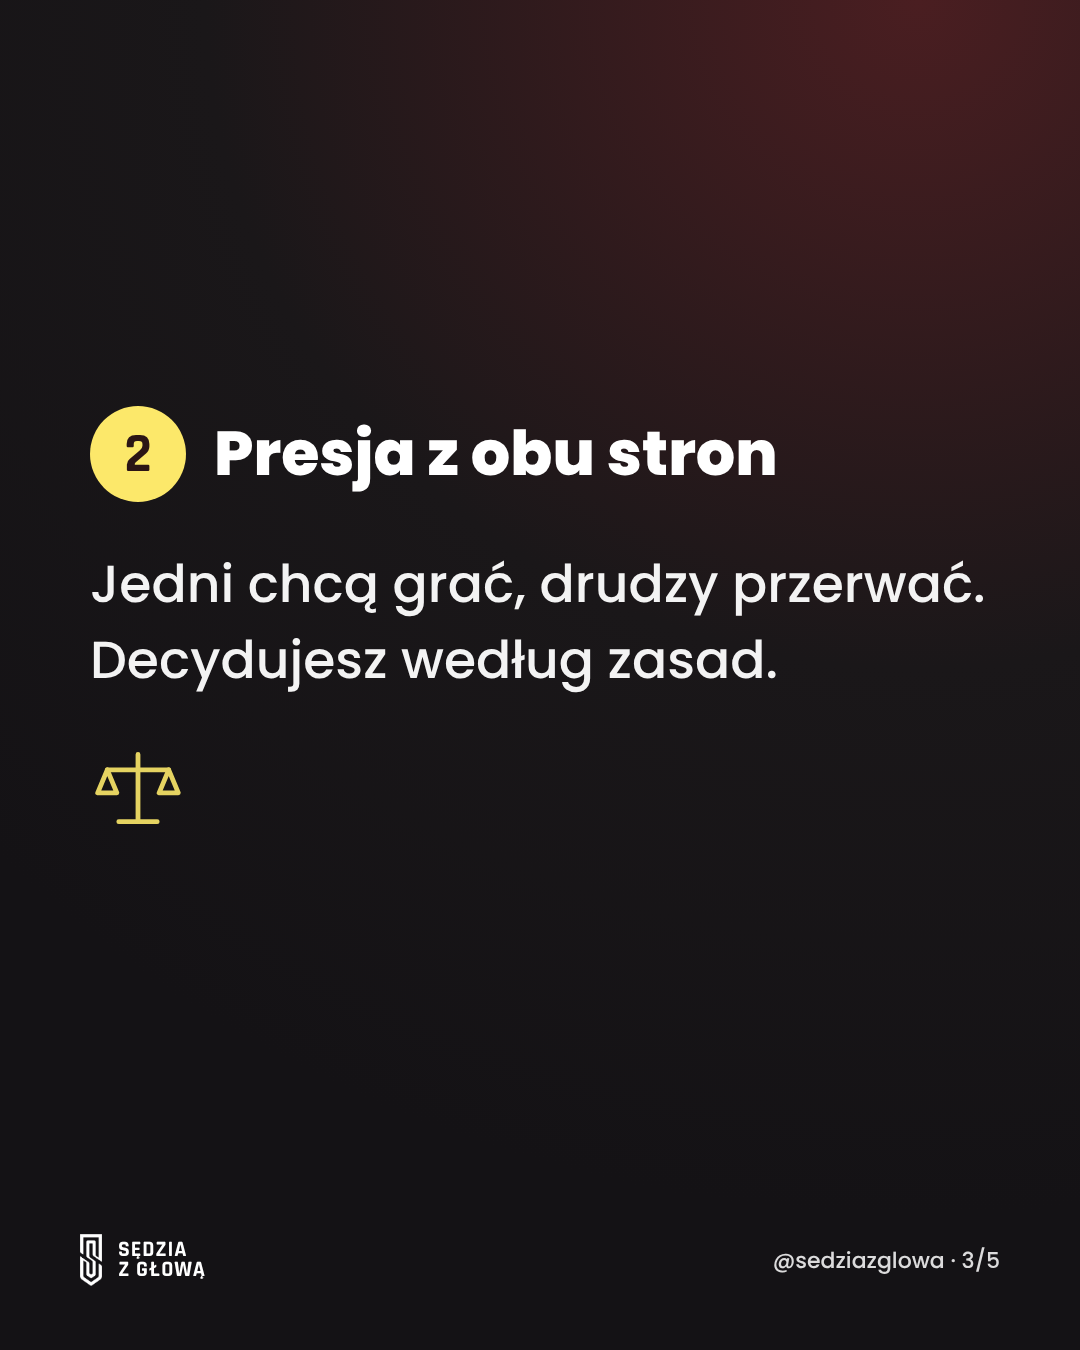 2 Presja z obu stron
Jedni chcą grać, drudzy przerwać.
Decydujesz według zasad.
SĘDZIA
Z GŁOWĄ
@sedziazglowa · 3/5